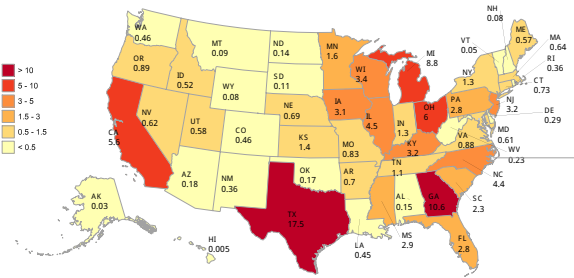 NH
0.08
ME
0.57
WA
0.46
MA
0.64
VT
0.05
RI
0.36
MT
0.09
ND
0.14
MN
1.6
MI
8.8
OR
0.89
ID
0.52
WI
3.4
NY
1.3
CT
0.73
SD
0.11
WY
0.08
> 10
5 - 10
3 - 5
1.5 - 3
0.5 - 1.5
< 0.5
NV
0.62
UT
0.58
NE
0.69
IA
3.1
IL
4.5
IN
1.3
OH
6
PA
2.8
NJ
3.2
DE
0.29
CA
5.6
CO
0.46
KS
1.4
MO
0.83
KY
3.2
VA
0.88
MD
0.61
WV
0.23
AZ
0.18
NM
0.36
OK
0.17
AR
0.7
TN
1.1
NC
4.4
AK
0.03
TX
17.5
AL
0.15
GA
10.6
SC
2.3
HI
0.005
LA
0.45
MS
2.9
FL
2.8